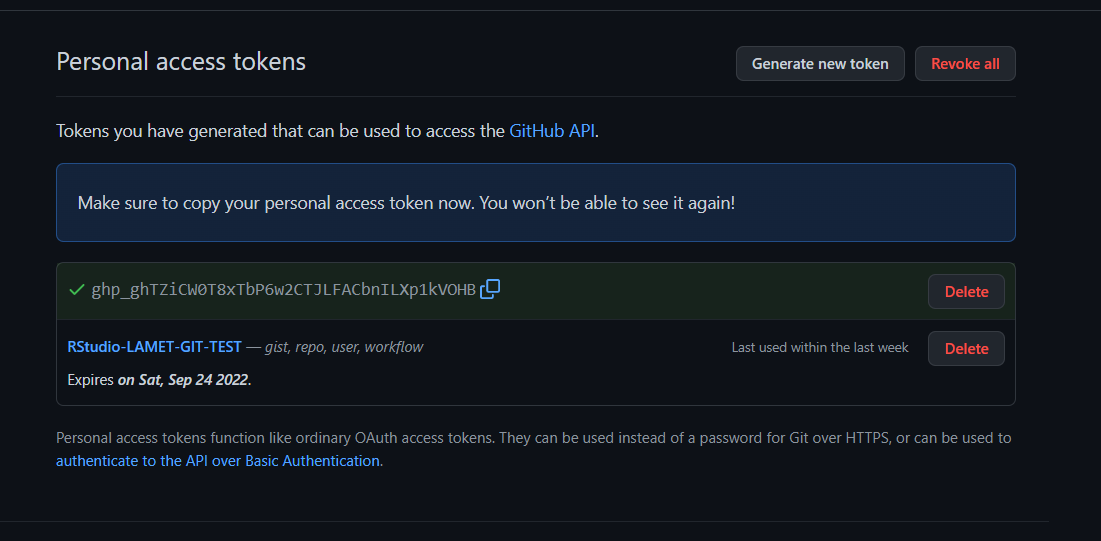 Personal access tokens
Generate new token
Revoke all
Tokens you have generated that can be used to access the GitHub API.
Make sure to copy your personal access token now. You won’t be able to see it again!
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
Delete
RStudio-LAMET-GIT-TEST — gist, repo, user, workflow
Last used within the last week
Delete
Expires on Sat, Sep 24 2022.
Personal access tokens function like ordinary OAuth access tokens. They can be used instead of a password for Git over HTTPS, or can be used to
authenticate to the API over Basic Authentication.